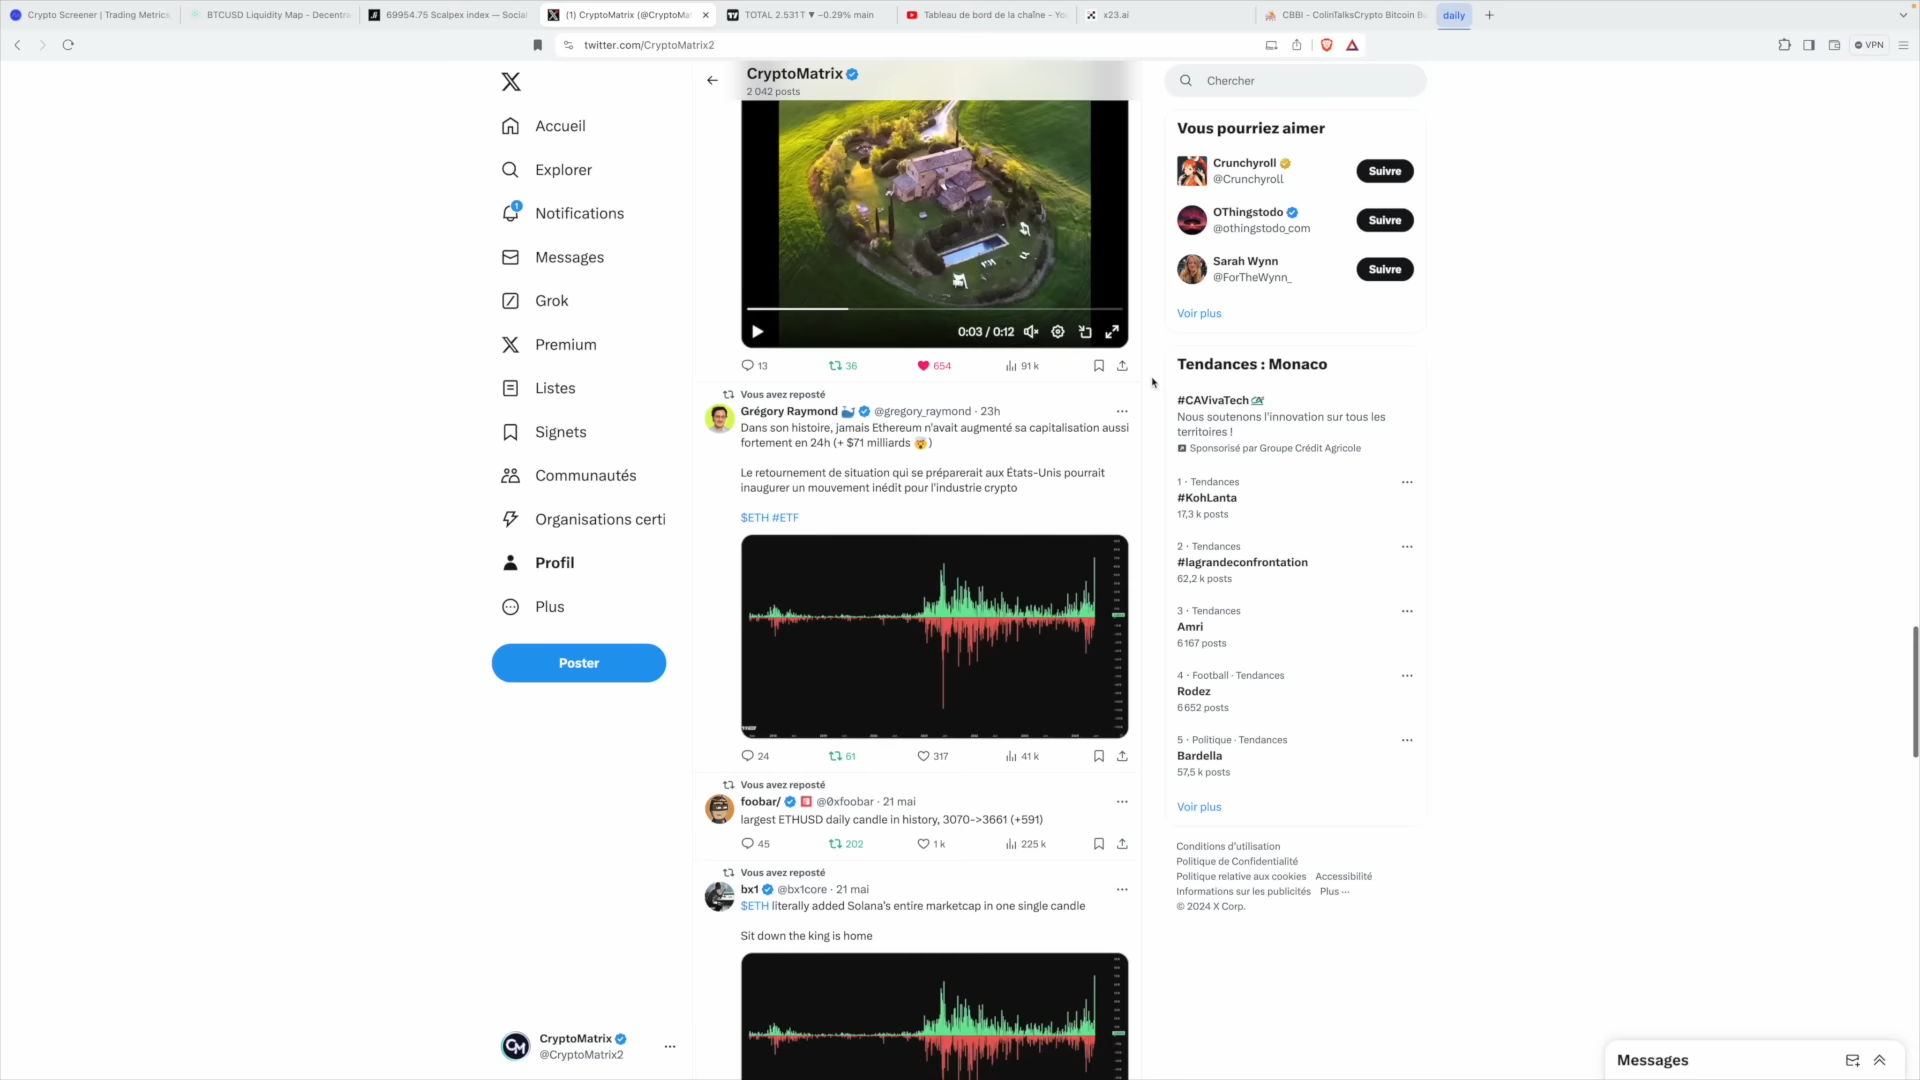 Crypto Screener | Trading Metrics,
BTCUSD Liquidity Map - Decentra
69954.75 Scalpex index — Social
(1) CryptoMatrix (@CryptoMat
TOTAL 2.531 T ▼ −0.29% main
Tableau de bord de la chaîne - Yo
x23.ai
CBBI - ColinTalksCrypto Bitcoin B
daily
twitter.com/CryptoMatrix2
VPN
Accueil
Explorer
1
Notifications
Messages
Grok
Premium
Listes
Signets
Communautés
Organisations certi
Profil
Plus
Poster
CryptoMatrix
@CryptoMatrix2
CryptoMatrix
2 042 posts
0:03 / 0:12
13 36 654 91 k
Vous avez reposté
Grégory Raymond 🐳 @gregory_raymond · 23h
Dans son histoire, jamais Ethereum n'avait augmenté sa capitalisation aussi
fortement en 24h (+ $71 milliards 🤯)
Le retournement de situation qui se préparerait aux États-Unis pourrait
inaugurer un mouvement inédit pour l'industrie crypto
$ETH #ETF
24 61 317 41 k
Vous avez reposté
foobar/ @0xfoobar · 21 mai
largest ETHUSD daily candle in history, 3070->3661 (+591)
45 202 1 k 225 k
Vous avez reposté
bx1 @bx1core · 21 mai
$ETH literally added Solana's entire marketcap in one single candle
Sit down the king is home
Chercher
Vous pourriez aimer
Crunchyroll
@Crunchyroll
Suivre
OThingstodo
@othingstodo_com
Suivre
Sarah Wynn
@ForTheWynn_
Suivre
Voir plus
Tendances : Monaco
#CAVivaTech
Nous soutenons l'innovation sur tous les
territoires !
Sponsorisé par Groupe Crédit Agricole
1 · Tendances
#KohLanta
17,3 k posts
2 · Tendances
#lagrandeconfrontation
62,2 k posts
3 · Tendances
Amri
6 167 posts
4 · Football · Tendances
Rodez
6 652 posts
5 · Politique · Tendances
Bardella
57,5 k posts
Voir plus
Conditions d'utilisation
Politique de Confidentialité
Politique relative aux cookies Accessibilité
Informations sur les publicités Plus ···
© 2024 X Corp.
Messages